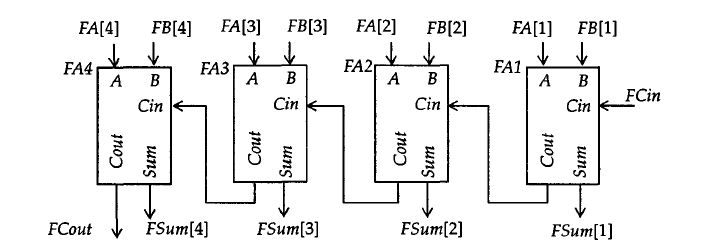 FA[4] FB[4] FA[3] FB[3] FA[2] FB[2] FA[1] FB[1]
FA4 A B FA3 A B FA2 A B FA1 A B
Cin Cin Cin Cin FCin
Cout Sum Cout Sum Cout Sum Cout Sum
FCout FSum[4] FSum[3] FSum[2] FSum[1]